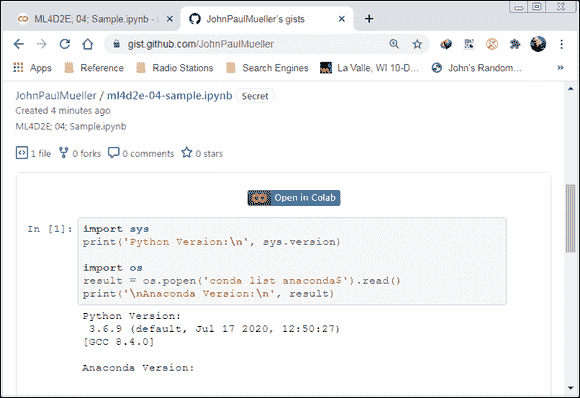 ML4D2E; 04; Sample.ipynb -
JohnPaulMueller's gists
gist.github.com/JohnPaulMueller
Apps Reference Radio Stations Search Engines La Valle, WI 10-D... John's Random...
JohnPaulMueller / ml4d2e-04-sample.ipynb Secret
Created 4 minutes ago
ML4D2E; 04; Sample.ipynb
1 file 0 forks 0 comments 0 stars
Open in Colab
In [1]: import sys
print('Python Version:\n', sys.version)
import os
result = os.popen('conda list anaconda$').read()
print('\nAnaconda Version:\n', result)
Python Version:
3.6.9 (default, Jul 17 2020, 12:50:27)
[GCC 8.4.0]
Anaconda Version: